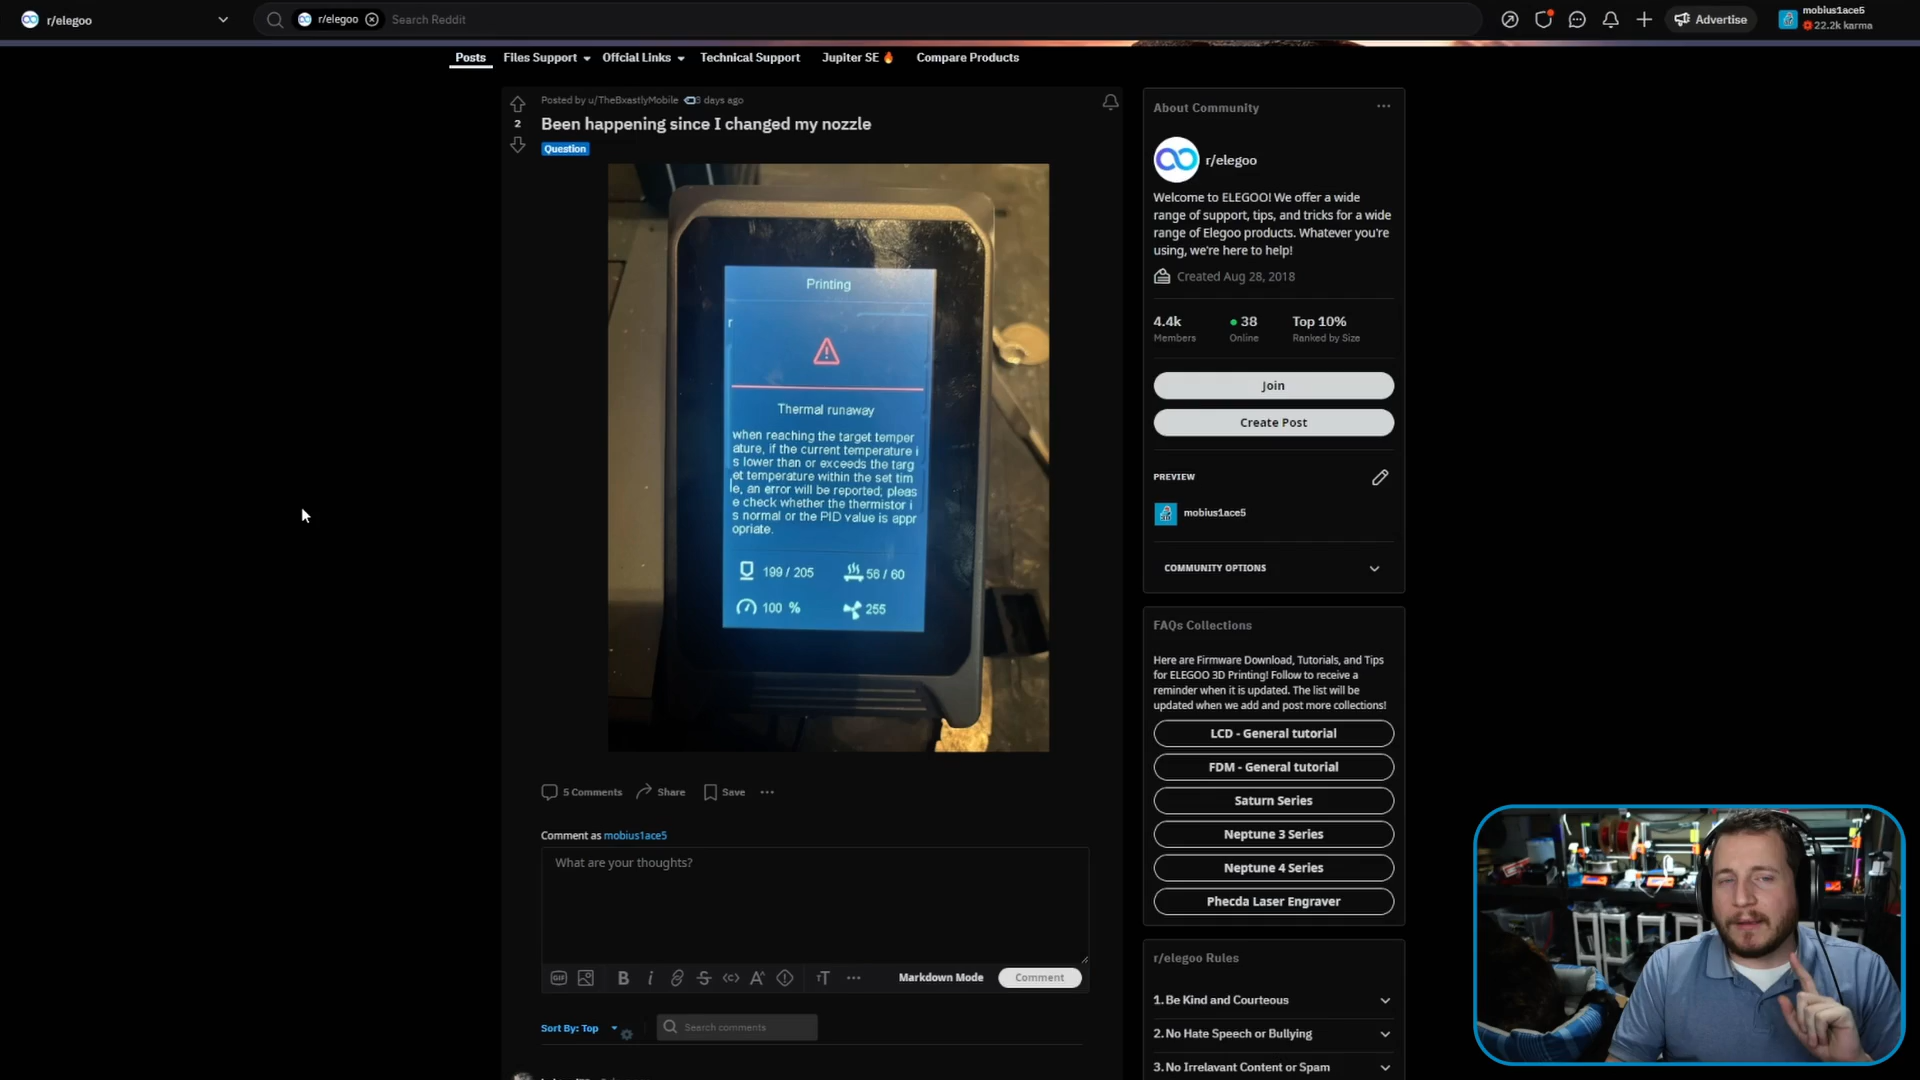 r/elegoo
r/elegoo
Search Reddit
Advertise
mobius1ace5
22.2k karma
Posts
Files Support
Offcial Links
Technical Support
Jupiter SE 🔥
Compare Products
Posted by u/TheBxastlyMobile
3 days ago
2
Been happening since I changed my nozzle
Question
Printing
r
Thermal runaway
when reaching the target temper
ature, if the current temperature i
s lower than or exceeds the targ
et temperature within the set tim
e, an error will be reported, pleas
e check whether the thermistor i
s normal or the PID value is appr
opriate.
199 / 205
56 / 60
100 %
255
5 Comments
Share
Save
Comment as mobius1ace5
What are your thoughts?
GIF
B
i
Markdown Mode
Comment
Sort By: Top
Search comments
About Community
r/elegoo
Welcome to ELEGOO! We offer a wide
range of support, tips, and tricks for a wide
range of Elegoo products. Whatever you're
using, we're here to help!
Created Aug 28, 2018
4.4k
Members
38
Online
Top 10%
Ranked by Size
Join
Create Post
PREVIEW
mobius1ace5
COMMUNITY OPTIONS
FAQs Collections
Here are Firmware Download, Tutorials, and Tips
for ELEGOO 3D Printing! Follow to receive a
reminder when it is updated. The list will be
updated when we add and post more collections!
LCD - General tutorial
FDM - General tutorial
Saturn Series
Neptune 3 Series
Neptune 4 Series
Phecda Laser Engraver
r/elegoo Rules
1. Be Kind and Courteous
2. No Hate Speech or Bullying
3. No Irrelavant Content or Spam